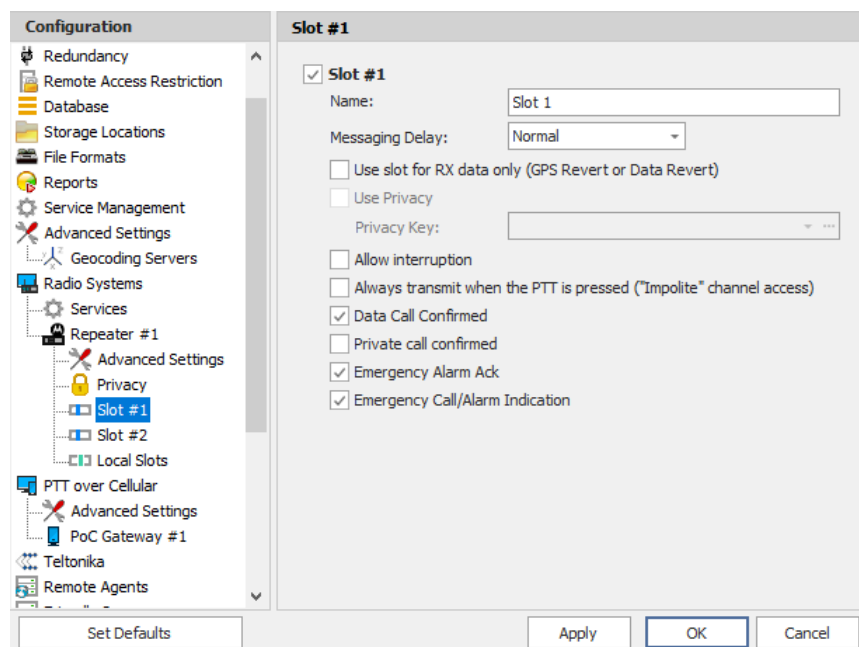 Configuration
Redundancy
Remote Access Restriction
Database
Storage Locations
File Formats
Reports
Service Management
Advanced Settings
Geocoding Servers
Radio Systems
Services
Repeater #1
Advanced Settings
Privacy
Slot #1
Slot #2
Local Slots
PTT over Cellular
Advanced Settings
PoC Gateway #1
Teltonika
Remote Agents
Set Defaults
Slot #1
Slot #1
Name: Slot 1
Messaging Delay: Normal
Use slot for RX data only (GPS Revert or Data Revert)
Use Privacy
Privacy Key:
Allow interruption
Always transmit when the PTT is pressed ("Impolite" channel access)
Data Call Confirmed
Private call confirmed
Emergency Alarm Ack
Emergency Call/Alarm Indication
Apply OK Cancel